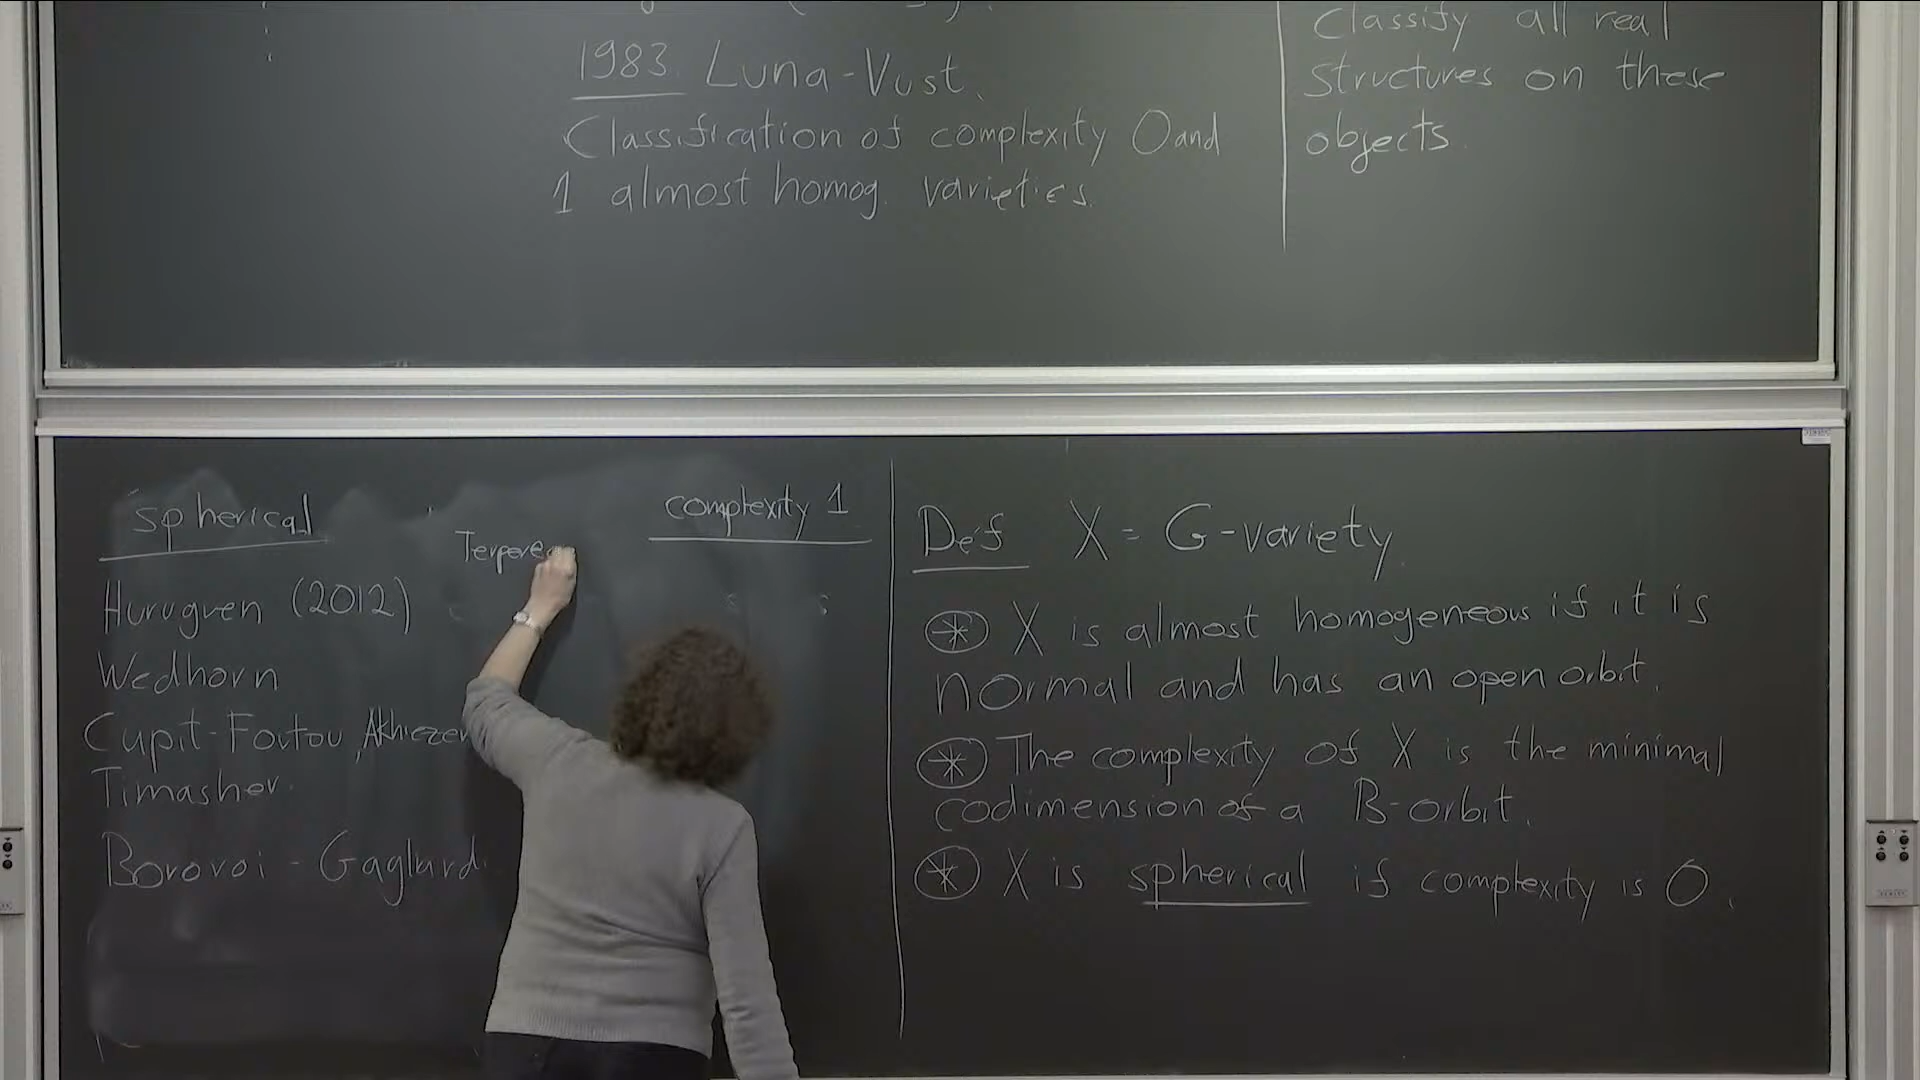 1983. Luna-Vust.
Classification of complexity 0 and
1 almost homog. varieties.
Classify all real
structures on these
objects.
spherical
Huruguen (2012)
Wedhorn
Cupit-Foutou, Akhiezer
Timashev.
Borovoi - Gagliardi
Terpere
complexity 1
Def X = G-variety.
* X is almost homogeneous if it is
normal and has an open orbit.
* The complexity of X is the minimal
codimension of a B-orbit.
* X is spherical if complexity is 0.